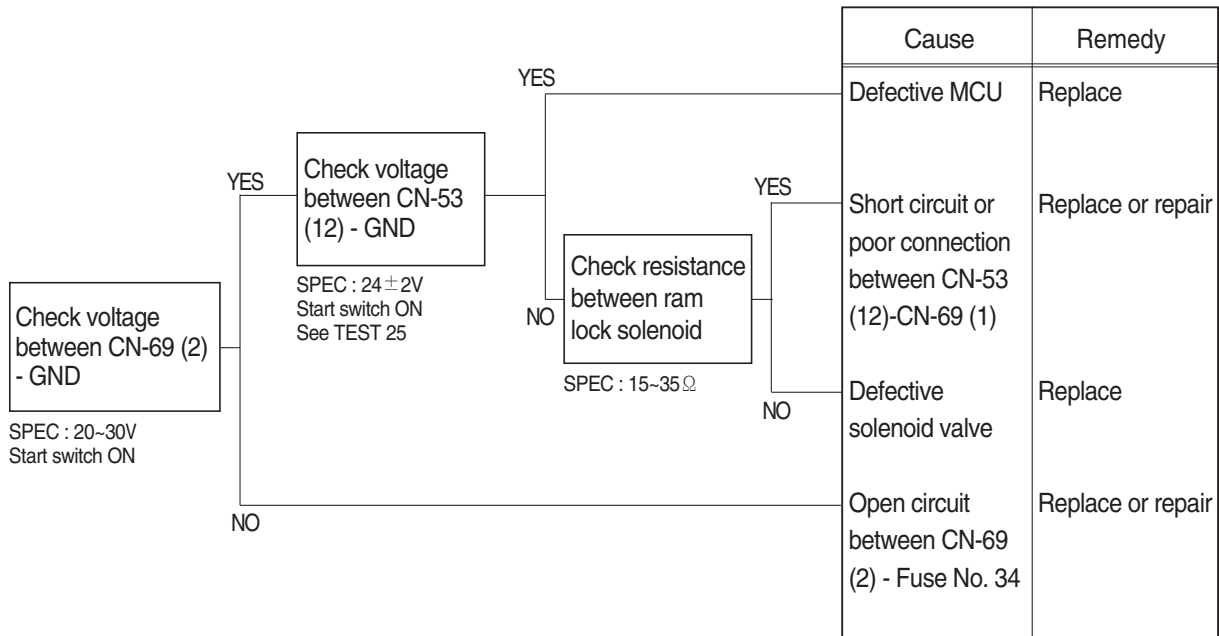 Check voltage
between CN-69 (2)
- GND
SPEC : 20~30V
Start switch ON
YES
NO
Check voltage
between CN-53
(12) - GND
SPEC : 24±2V
Start switch ON
See TEST 25
YES
NO
Check resistance
between ram
lock solenoid
SPEC : 15~35Ω
YES
NO
Cause Remedy
Defective MCU Replace
Short circuit or Replace or repair
poor connection
between CN-53
(12)-CN-69 (1)
Defective Replace
solenoid valve
Open circuit Replace or repair
between CN-69
(2) - Fuse No. 34